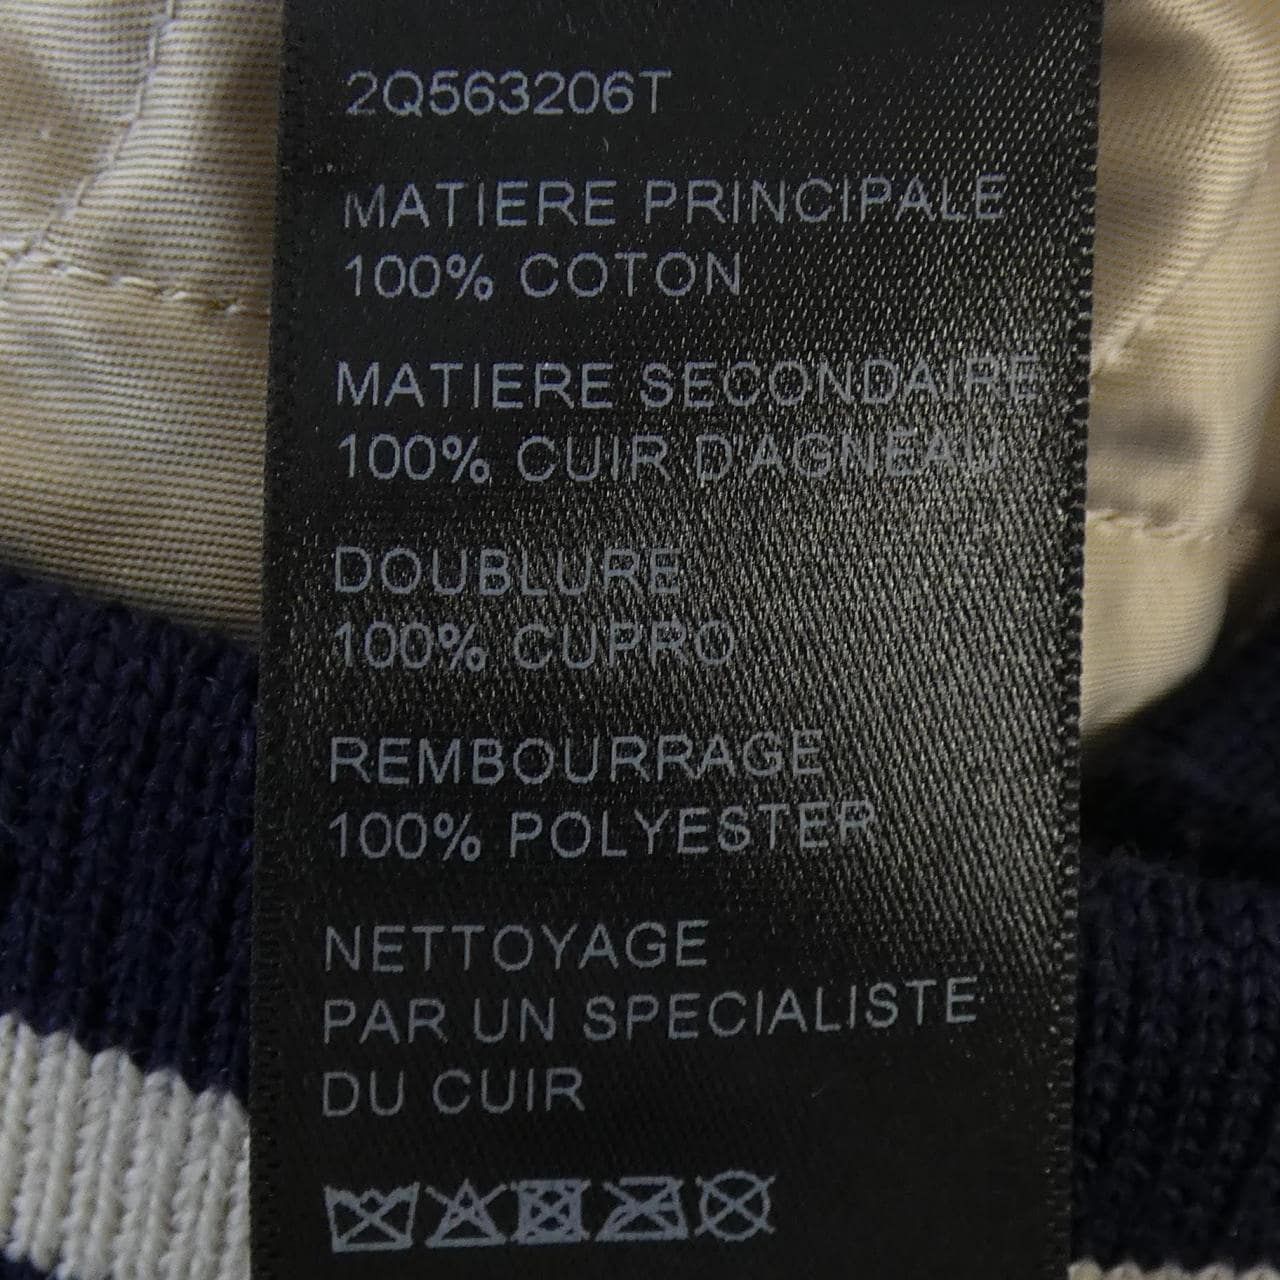 2Q563206T
MATIERE PRINCIPALE
100% COTON
MATIERE SECONDAIRE
100% CUIR D'AGNEAU
DOUBLURE
100% CUPRO
REMBOURRAGE
100% POLYESTER
NETTOYAGE
PAR UN SPECIALISTE
DU CUIR